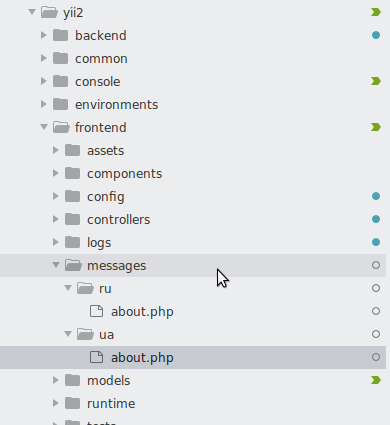 yii2
backend
common
console
environments
frontend
assets
components
config
controllers
logs
messages
ru
about.php
ua
about.php
models
runtime
tests